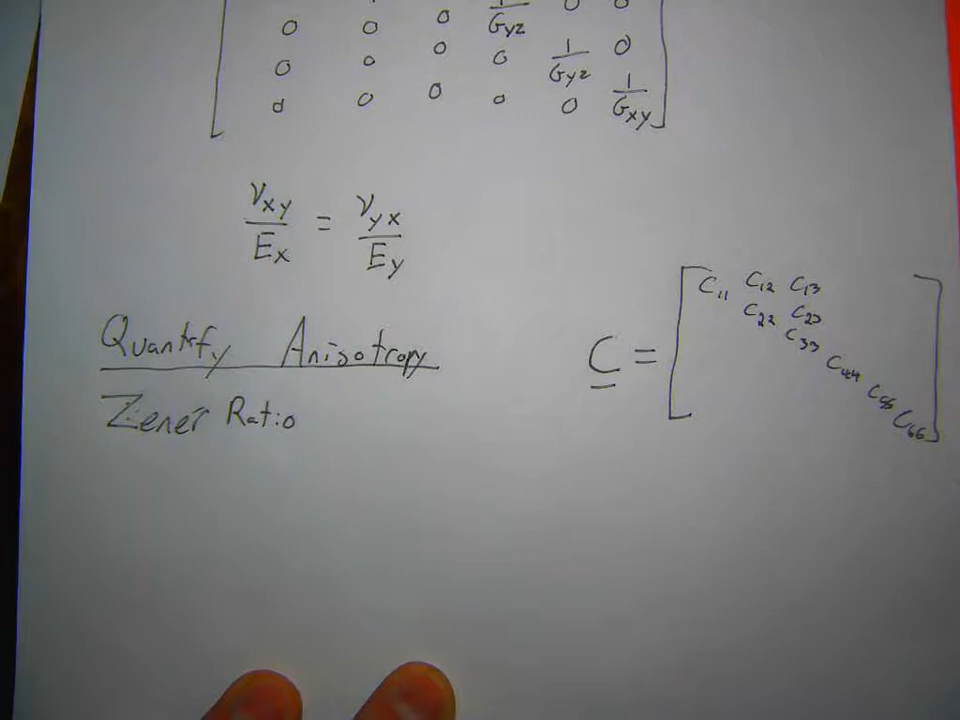 0 0 0 1/Gyz 0 0
0 0 0 0 1/Gyz 0
0 0 0 0 0 1/Gxy
νxy/Ex = νyx/Ey
Quantify Anisotropy
Zener Ratio
C =
C11 C12 C13
C22 C23
C33
C44
C55
C66